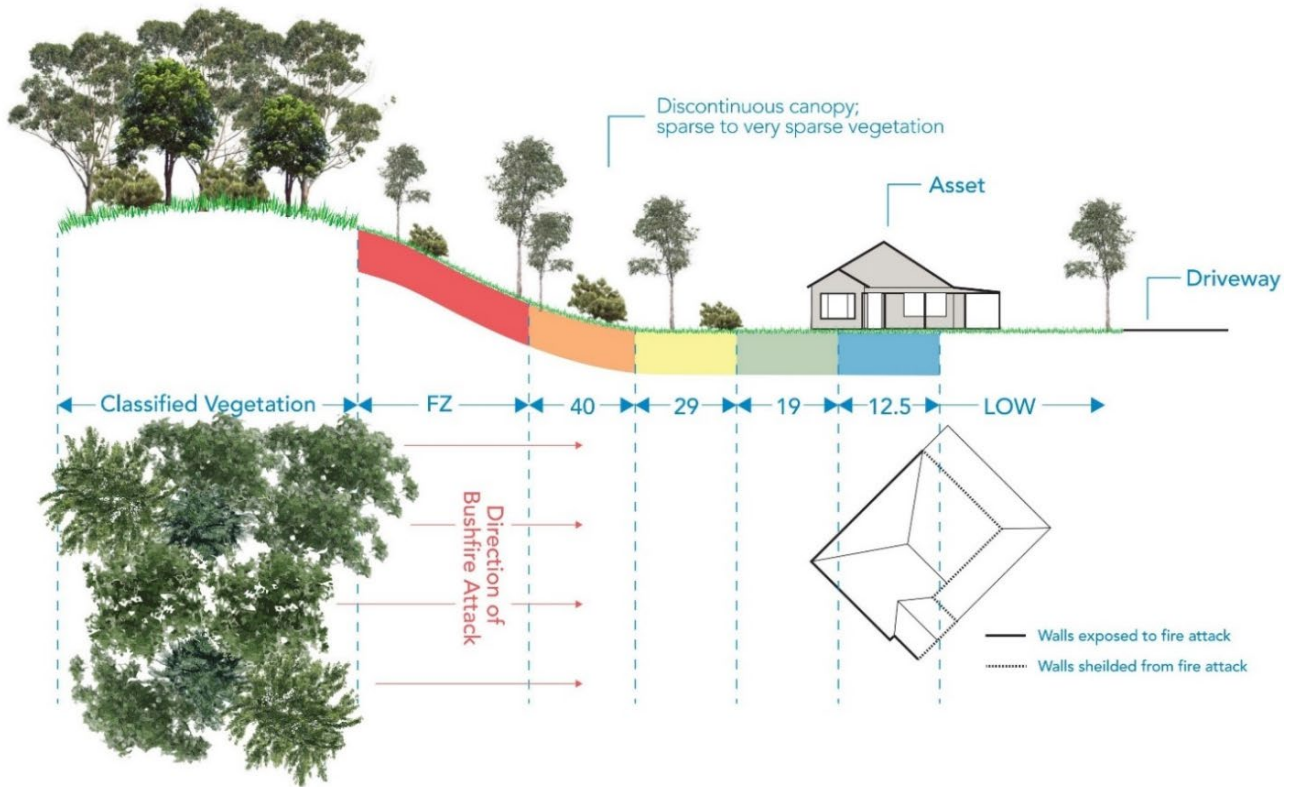 Discontinuous canopy;
sparse to very sparse vegetation
Asset
Driveway
Classified Vegetation
FZ
40
29
19
12.5
LOW
Direction of
Bushfire Attack
Walls exposed to fire attack
Walls sheilded from fire attack